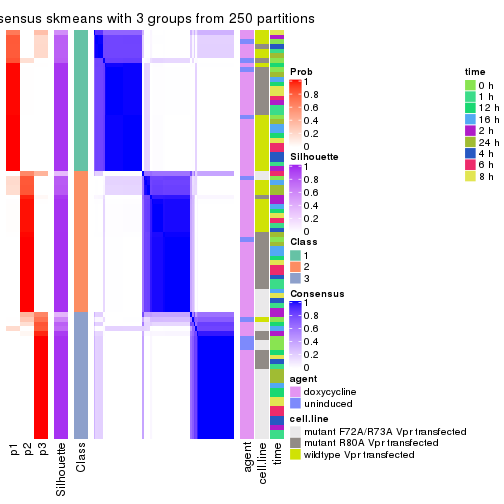 sensus skmeans with 3 groups from 250 partitions
Prob
1
0.8
0.6
0.4
0.2
0
Silhouette
1
0.8
0.6
0.4
0.2
0
Class
1
2
3
Consensus
1
0.8
0.6
0.4
0.2
0
agent
doxycycline
uninduced
cell.line
mutant F72A/R73A Vpr transfected
mutant R80A Vpr transfected
wildtype Vpr transfected
time
0 h
1 h
12 h
16 h
2 h
24 h
4 h
6 h
8 h
p1
p2
p3
Silhouette
Class
agent
cell.line
time